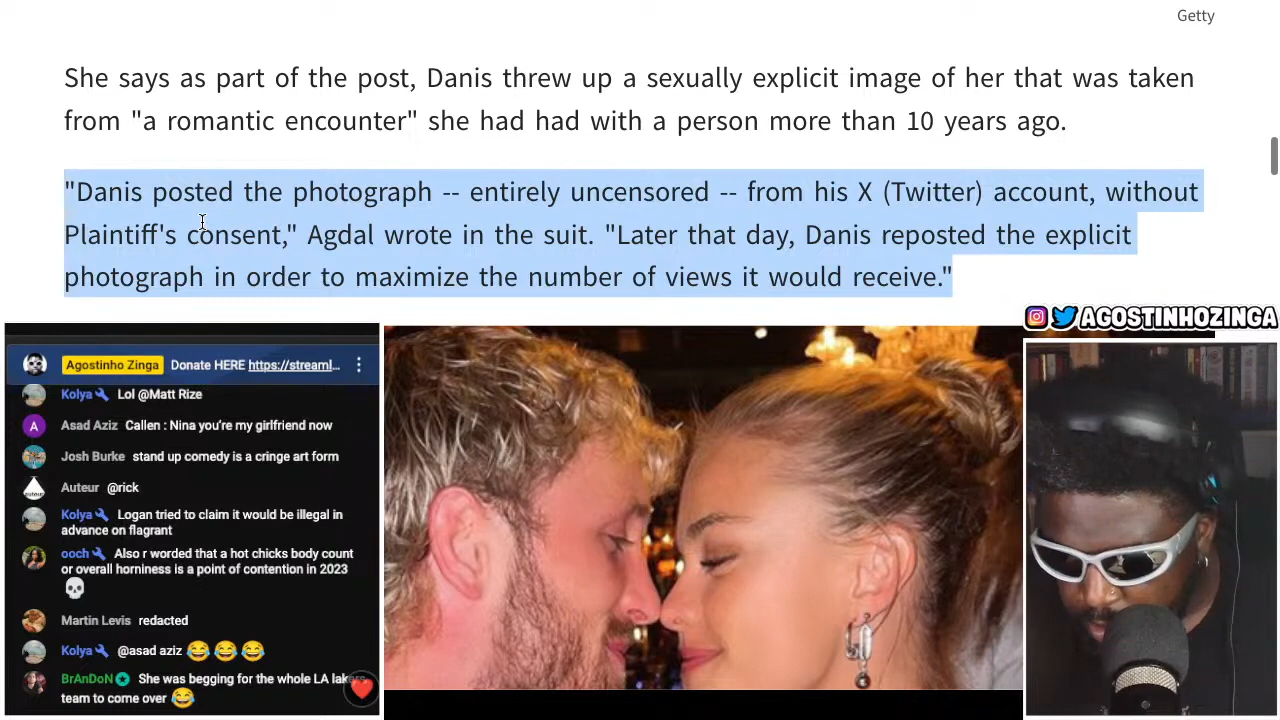 Getty
She says as part of the post, Danis threw up a sexually explicit image of her that was taken
from "a romantic encounter" she had had with a person more than 10 years ago.
"Danis posted the photograph -- entirely uncensored -- from his X (Twitter) account, without
Plaintiff's consent," Agdal wrote in the suit. "Later that day, Danis reposted the explicit
photograph in order to maximize the number of views it would receive."
AGOSTINHOZINGA
Agostinho Zinga Donate HERE https://streaml...
Kolya Lol @Matt Rize
A Asad Aziz Callen : Nina you're my girlfriend now
Josh Burke stand up comedy is a cringe art form
Auteur @rick
Kolya Logan tried to claim it would be illegal in
advance on flagrant
ooch Also r worded that a hot chicks body count
or overall horniness is a point of contention in 2023
💀
Martin Levis redacted
Kolya @asad aziz 😂😂😂
BrAnDoN She was begging for the whole LA lakers
team to come over 😂